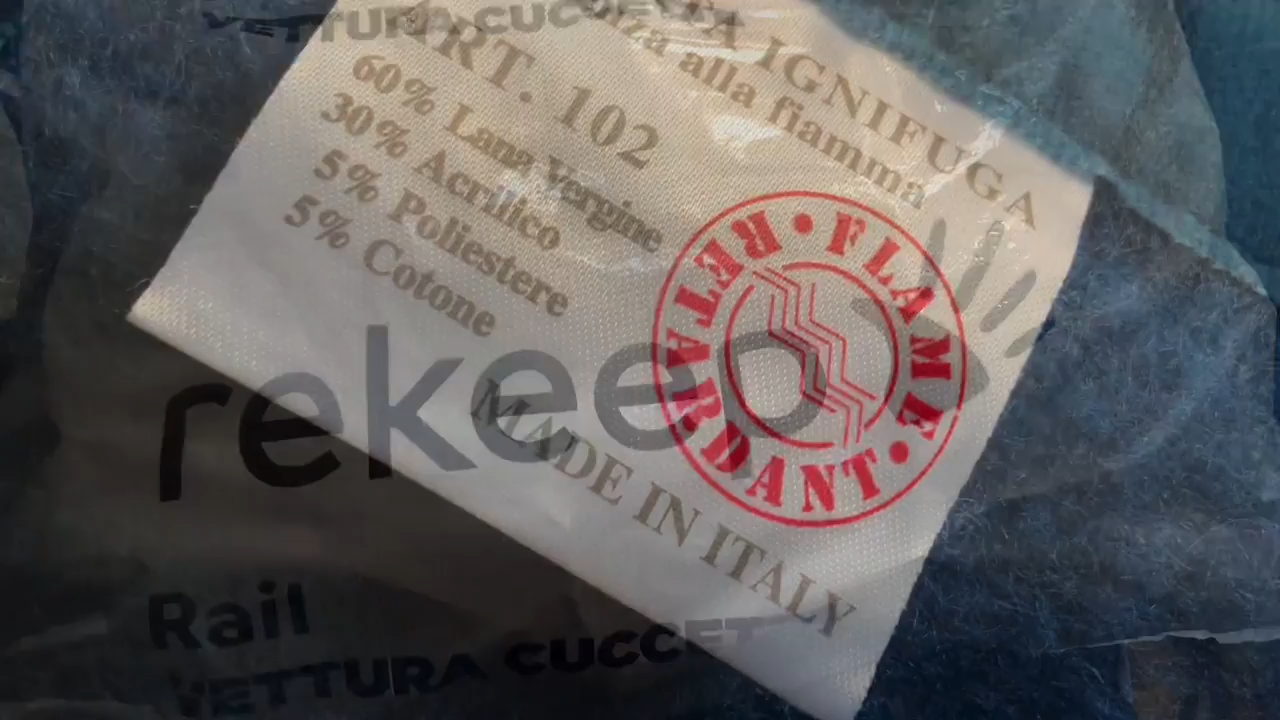 VETTURA CUCCETTA
IGNIFUGA
alla fiamma
ART. 102
60% Lana Vergine
30% Acrilico
5% Poliestere
5% Cotone
FLAME • RETARDANT •
rekeep
MADE IN ITALY
Rail
VETTURA CUCCET